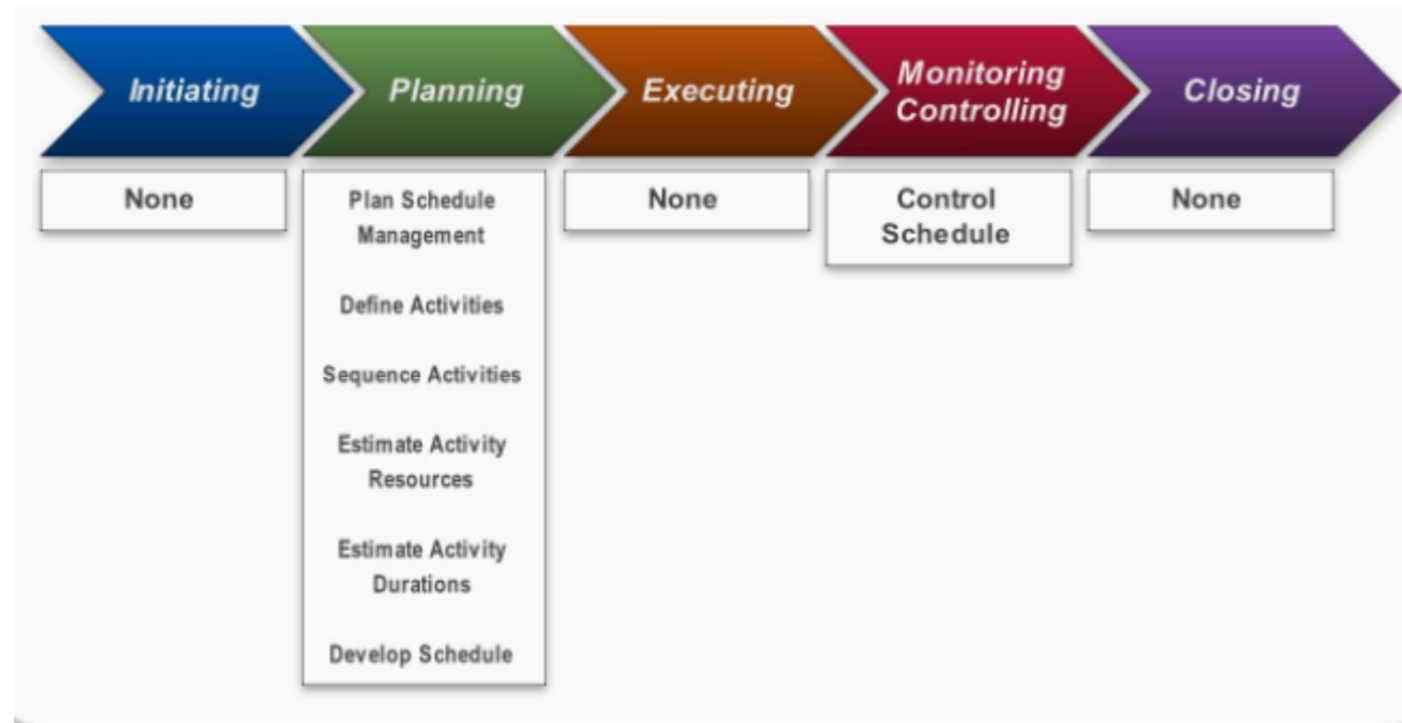 Initiating
Planning
Executing
Monitoring
Controlling
Closing
None
Plan Schedule
Management
Define Activities
Sequence Activities
Estimate Activity
Resources
Estimate Activity
Durations
Develop Schedule
None
Control
Schedule
None